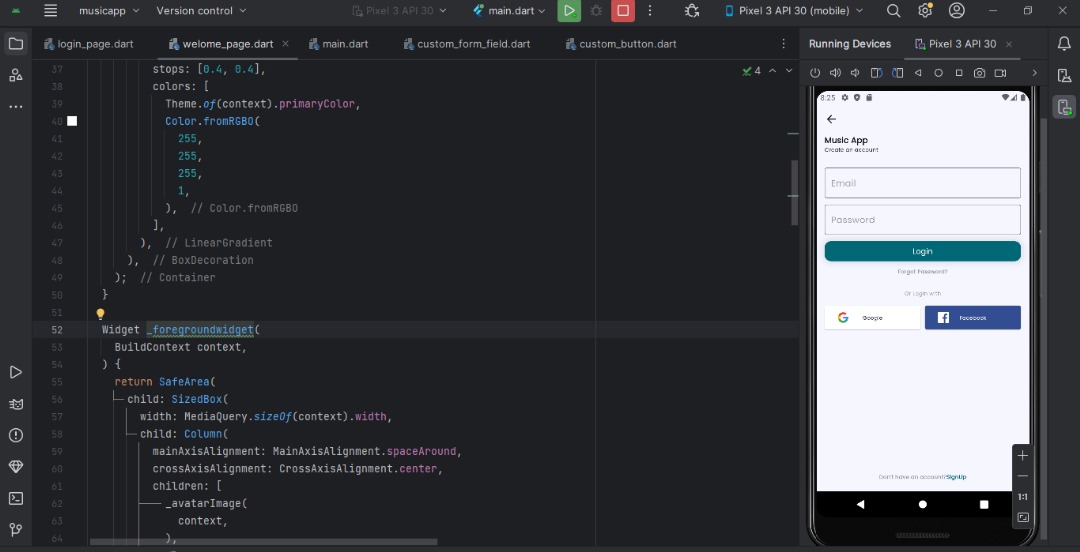 musicapp
Version control
Pixel 3 API 30
main.dart
Pixel 3 API 30 (mobile)
login_page.dart
welome_page.dart
main.dart
custom_form_field.dart
custom_button.dart
Running Devices
Pixel 3 API 30
4
37 stops: [0.4, 0.4],
38 colors: [
39 Theme.of(context).primaryColor,
40 Color.fromRGBO(
41 255,
42 255,
43 255,
44 1,
45 ), // Color.fromRGBO
46 ],
47 ), // LinearGradient
48 ), // BoxDecoration
49 ); // Container
50 }
51
52 Widget _foregroundwidget(
53 BuildContext context,
54 ) {
55 return SafeArea(
56 child: SizedBox(
57 width: MediaQuery.sizeOf(context).width,
58 child: Column(
59 mainAxisAlignment: MainAxisAlignment.spaceAround,
60 crossAxisAlignment: CrossAxisAlignment.center,
61 children: [
62 _avatarImage(
63 context,
64 ),
8:25
Music App
Create an account
Email
Password
Login
Forgot Password?
Or Login with
Google
Facebook
Don't have an account?SignUp
1:1